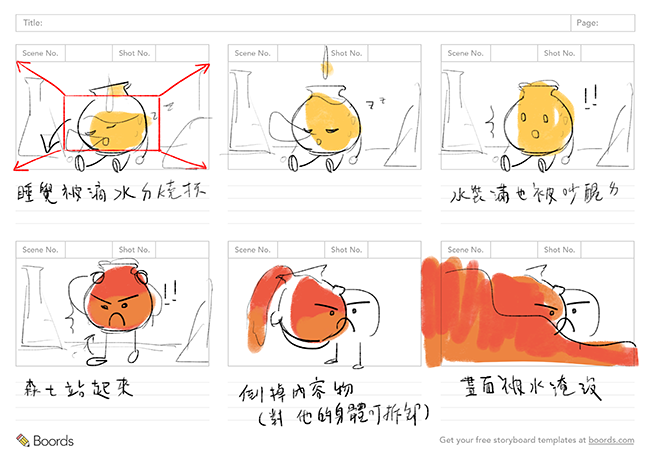 Title: Page:
Scene No. Shot No. Scene No. Shot No. Scene No. Shot No.
zz
z z z
!!
睡覺被滴水 分燒杯
水裝滿也被吵醒
Scene No. Shot No. Scene No. Shot No. Scene No. Shot No.
!!
森七站起來
倒掉內容物
畫面被水淹沒
(對 他的身體可拆卸)
Boords
Get your free storyboard templates at boords.com.